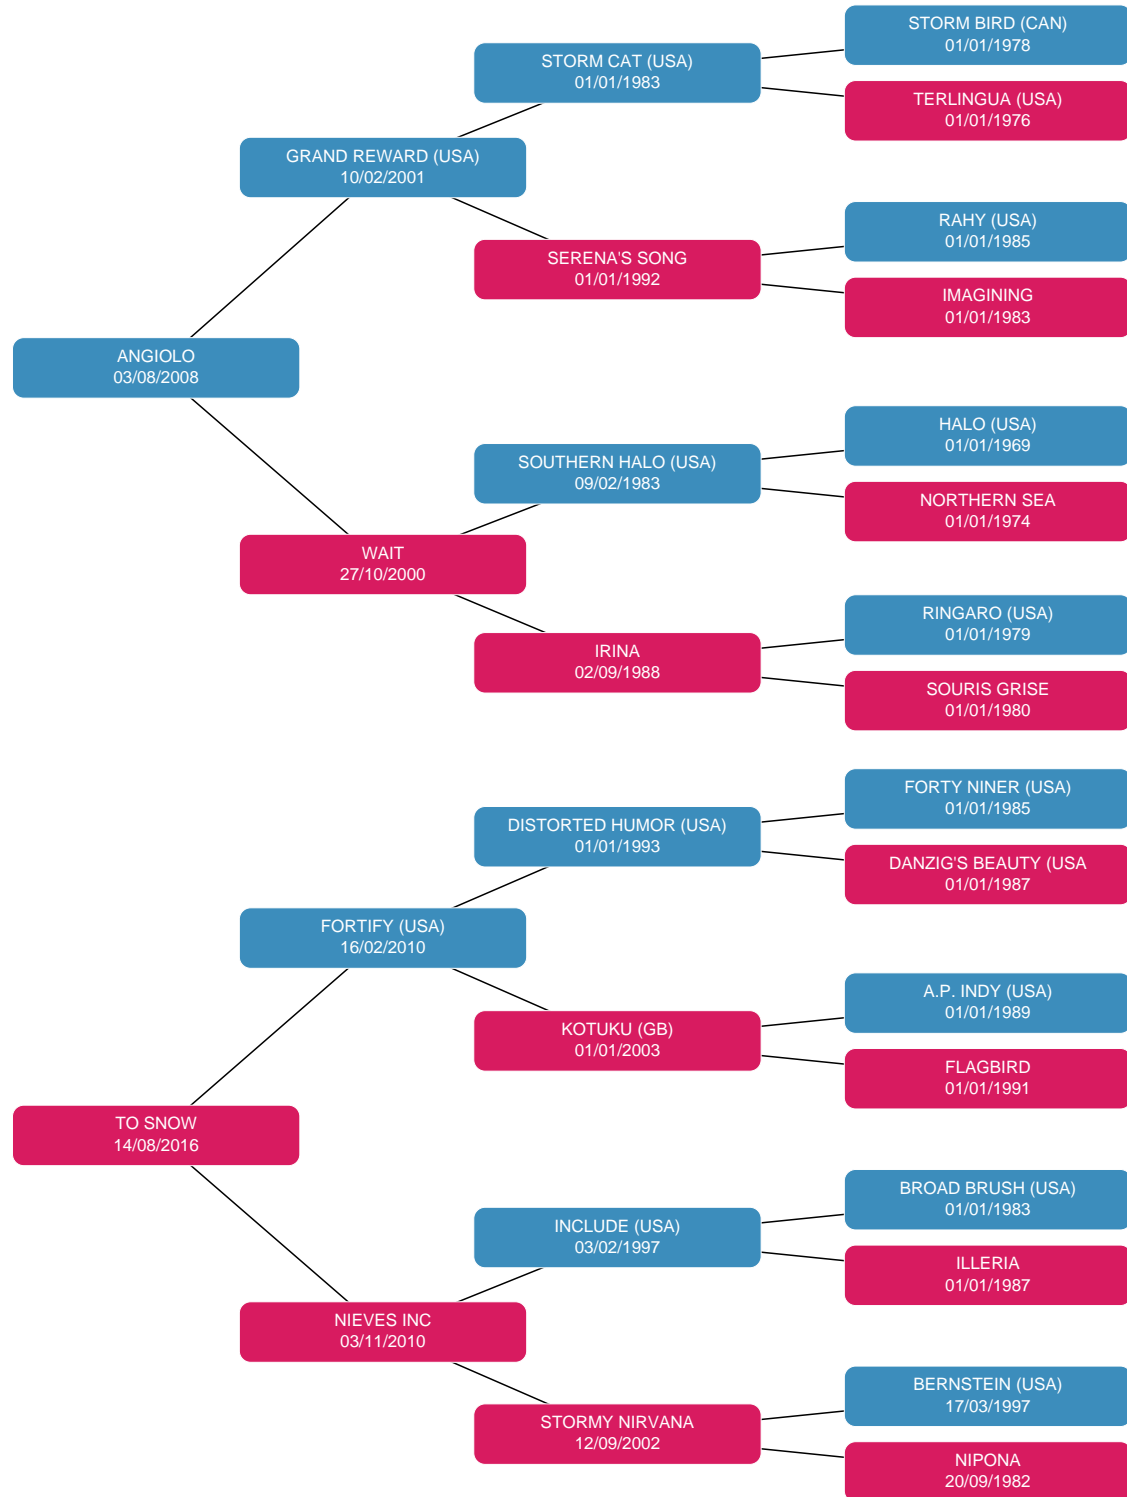 STORM BIRD (CAN)
01/01/1978
STORM CAT (USA)
01/01/1983
TERLINGUA (USA)
01/01/1976
GRAND REWARD (USA)
10/02/2001
RAHY (USA)
01/01/1985
SERENA'S SONG
01/01/1992
IMAGINING
01/01/1983
ANGIOLO
03/08/2008
HALO (USA)
01/01/1969
SOUTHERN HALO (USA)
09/02/1983
NORTHERN SEA
01/01/1974
WAIT
27/10/2000
RINGARO (USA)
01/01/1979
IRINA
02/09/1988
SOURIS GRISE
01/01/1980
FORTY NINER (USA)
01/01/1985
DISTORTED HUMOR (USA)
01/01/1993
DANZIG'S BEAUTY (USA
01/01/1987
FORTIFY (USA)
16/02/2010
A.P. INDY (USA)
01/01/1989
KOTUKU (GB)
01/01/2003
FLAGBIRD
01/01/1991
TO SNOW
14/08/2016
BROAD BRUSH (USA)
01/01/1983
INCLUDE (USA)
03/02/1997
ILLERIA
01/01/1987
NIEVES INC
03/11/2010
BERNSTEIN (USA)
17/03/1997
STORMY NIRVANA
12/09/2002
NIPONA
20/09/1982